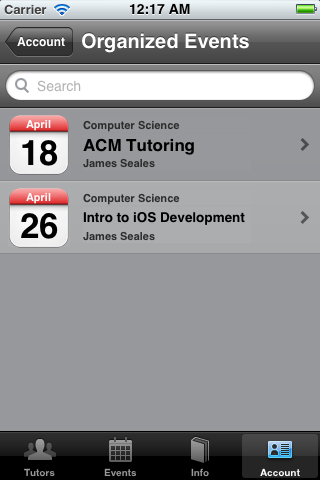 Carrier 12:17 AM
Account Organized Events
Search
April
18
Computer Science
ACM Tutoring
James Seales
April
26
Computer Science
Intro to iOS Development
James Seales
Tutors Events Info Account